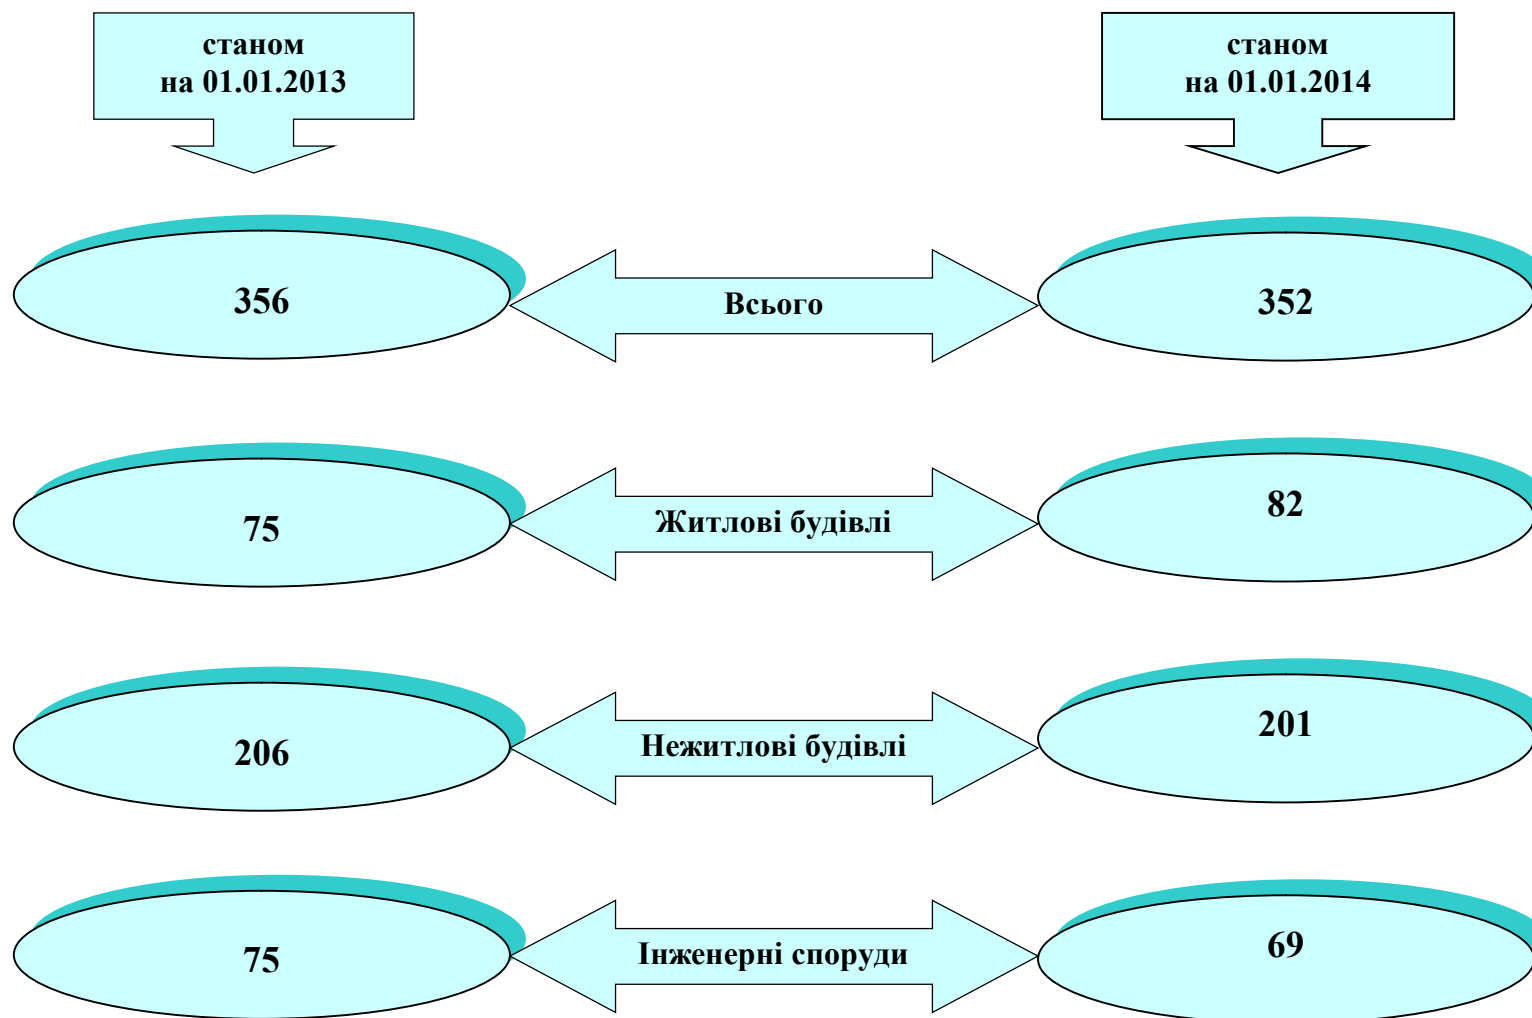 станом
на 01.01.2013
станом
на 01.01.2014
356
Всього
352
75
Житлові будівлі
82
206
Нежитлові будівлі
201
75
Інженерні споруди
69